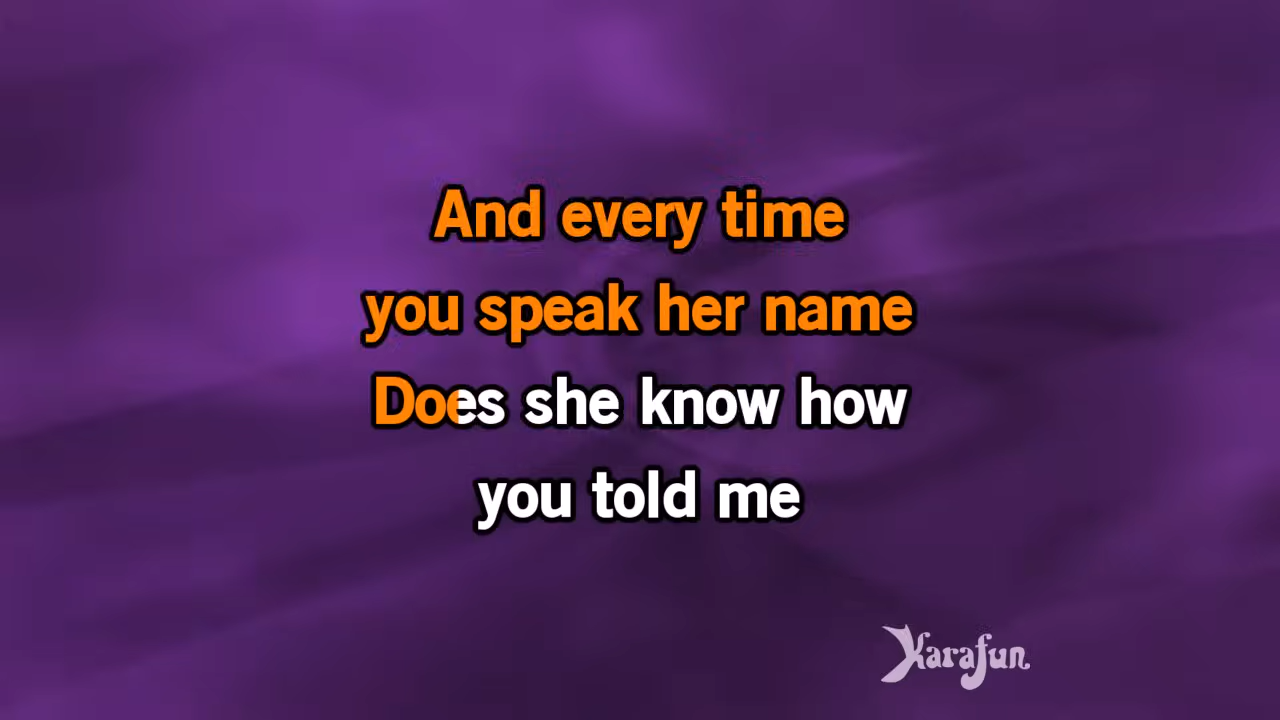 And every time
you speak her name
Does she know how
you told me
Karafun